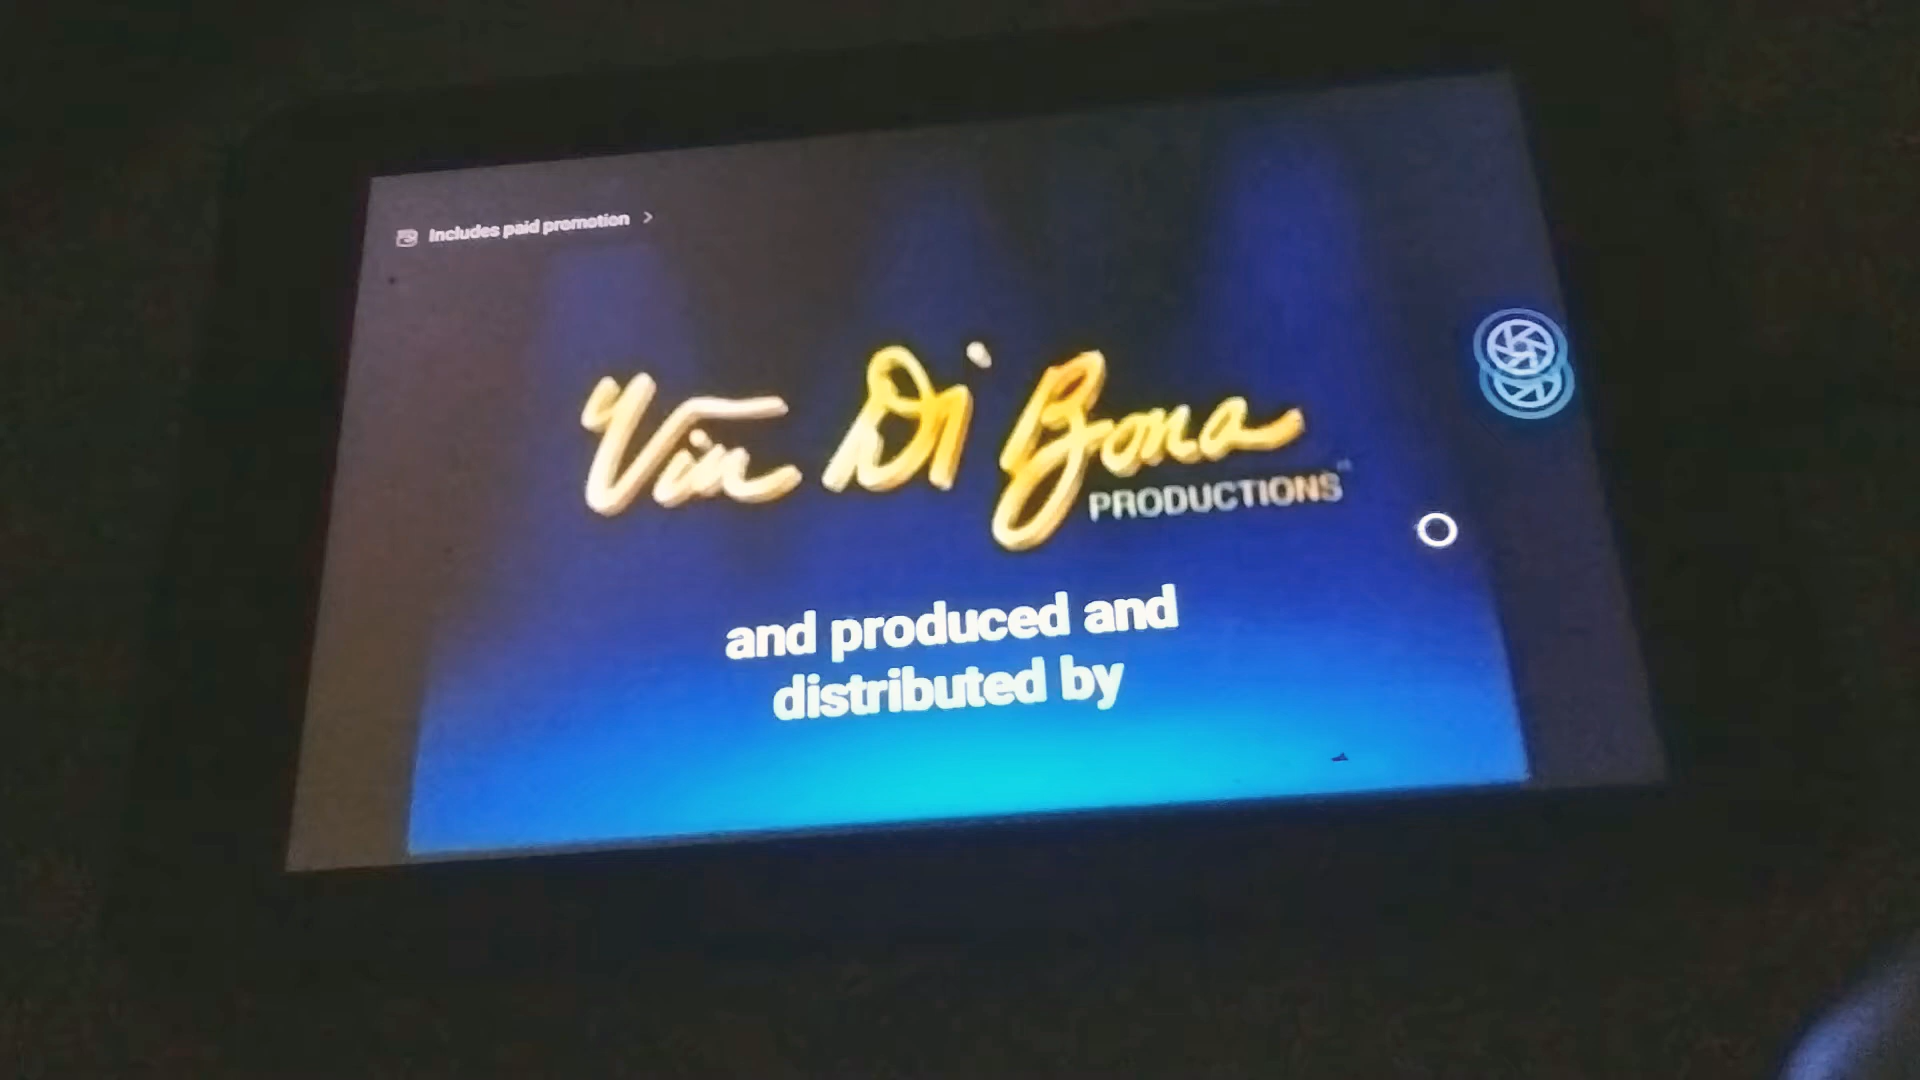 Includes paid promotion
Vin Di Bona
PRODUCTIONS
and produced and
distributed by